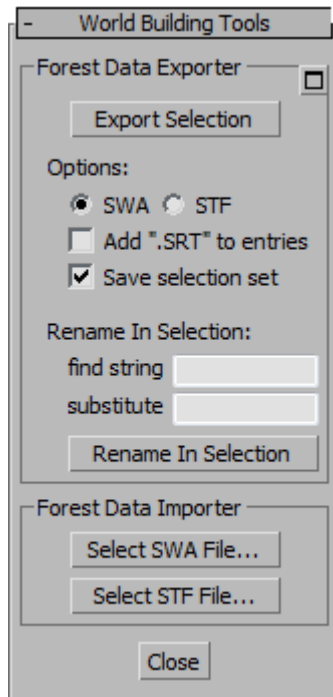 - World Building Tools
Forest Data Exporter
Export Selection
Options:
SWA STF
Add ".SRT" to entries
Save selection set
Rename In Selection:
find string
substitute
Rename In Selection
Forest Data Importer
Select SWA File...
Select STF File...
Close